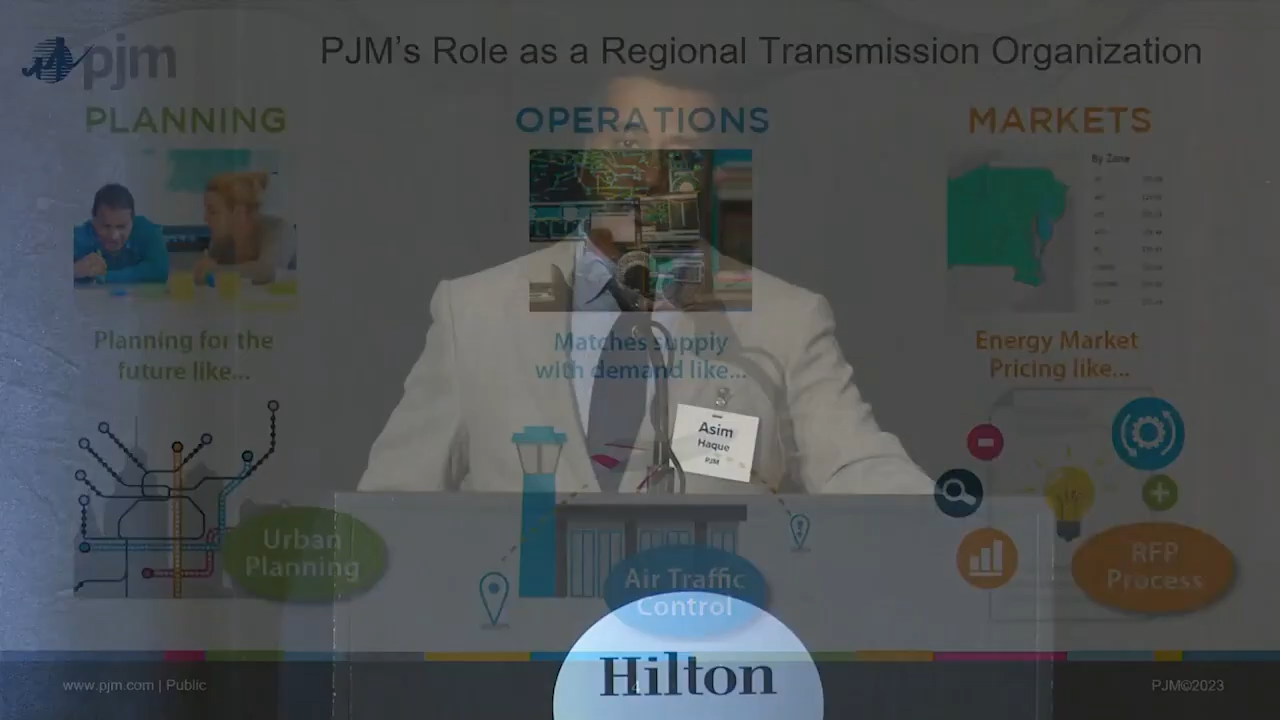 pjm
PJM’s Role as a Regional Transmission Organization
PLANNING
OPERATIONS
MARKETS
By Zone
Planning for the
future like...
Matches supply
with demand like...
Energy Market
Pricing like...
Asim
Haque
PJM
Urban
Planning
Air Traffic
Control
RFP
Process
Hilton
www.pjm.com | Public
4
PJM©2023